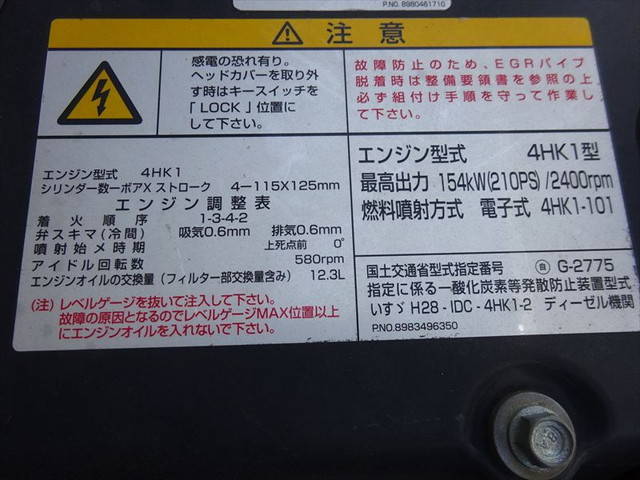 P.NO. 8980461710
注意
感電の恐れ有り。
ヘッドカバーを取り外
す時はキースイッチを
「LOCK」位置に
して下さい。
故障防止のため、EGRパイプ
脱着時は整備要領書を参照の上
必ず組付け手順を守って作業し
て下さい。
エンジン型式 4HK1
シリンダー数ーボアX ストローク 4-115X125mm
エンジン調整表
着火順序 1-3-4-2
弁スキマ(冷間) 吸気0.6mm 排気0.6mm
噴射始メ時期 上死点前 0°
アイドル回転数 580rpm
エンジンオイルの交換量(フィルター部交換量含み) 12.3L
(注)レベルゲージを抜いて注入して下さい。
故障の原因となるのでレベルゲージMAX位置以上
にエンジンオイルを入れないで下さい。
エンジン型式 4HK1型
最高出力 154kW(210PS)/2400rpm
燃料噴射方式 電子式 4HK1-101
国土交通省型式指定番号 自 G-2775
指定に係る一酸化炭素等発散防止装置型式
いすゞ H28-IDC-4HK1-2 ディーゼル機関
P.NO.8983496350